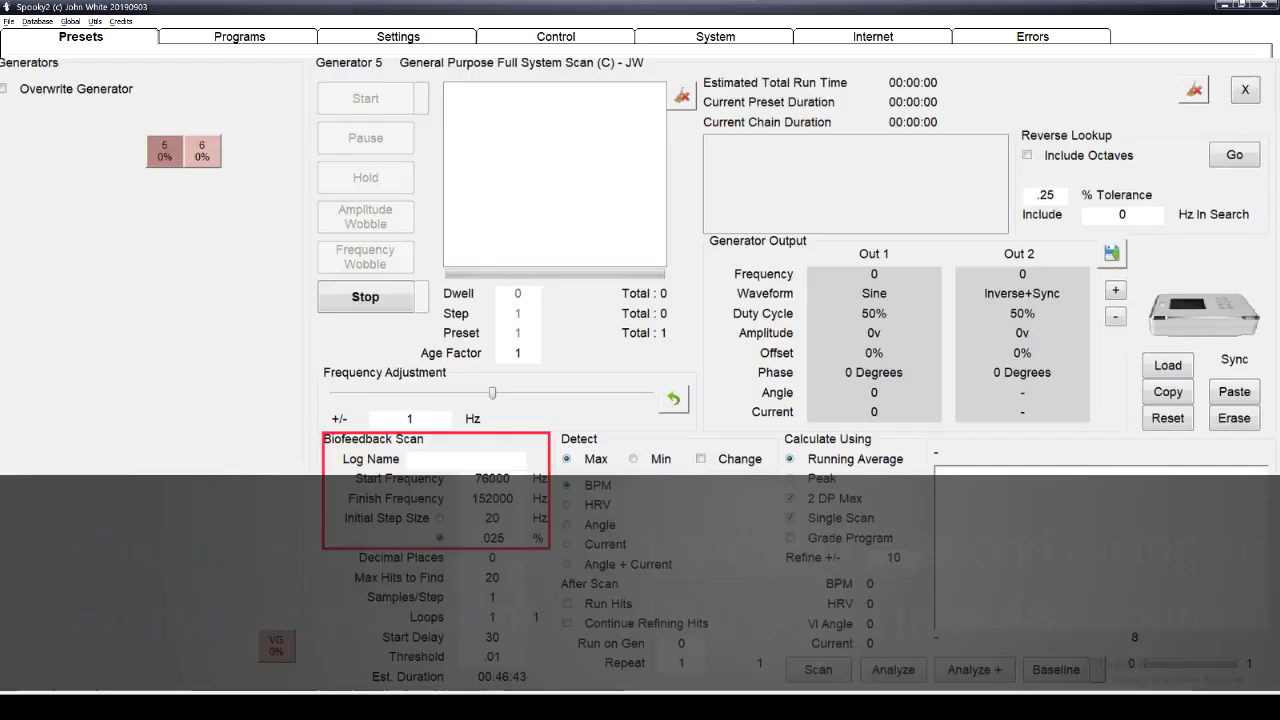 Spooky2 (c) John White 20190903
File Database Global Utils Credits
Presets Programs Settings Control System Internet Errors
Generators
Overwrite Generator
5 6
0% 0%
VG
0%
Generator 5 General Purpose Full System Scan (C) - JW
Start
Pause
Hold
Amplitude
Wobble
Frequency
Wobble
Stop
Dwell 0 Total : 0
Step 1 Total : 0
Preset 1 Total : 1
Age Factor 1
Frequency Adjustment
+/- 1 Hz
Estimated Total Run Time 00:00:00
Current Preset Duration 00:00:00
Current Chain Duration 00:00:00
X
Reverse Lookup
Include Octaves Go
.25 % Tolerance
Include 0 Hz In Search
Generator Output
Out 1 Out 2
Frequency 0 0
Waveform Sine Inverse+Sync
Duty Cycle 50% 50%
Amplitude 0v 0v
Offset 0% 0%
Phase 0 Degrees 0 Degrees
Angle 0 -
Current 0 -
+
-
Load Sync
Copy Paste
Reset Erase
Biofeedback Scan
Log Name
Start Frequency 76000 Hz
Finish Frequency 152000 Hz
Initial Step Size 20 Hz
.025 %
Decimal Places 0
Max Hits to Find 20
Samples/Step 1
Loops 1 1
Start Delay 30
Threshold .01
Est. Duration 00:46:43
Detect
Max Min Change
BPM
HRV
Angle
Current
Angle + Current
After Scan
Run Hits
Continue Refining Hits
Run on Gen 0
Repeat 1 1
Calculate Using
Running Average
Peak
2 DP Max
Single Scan
Grade Program
Refine +/- 10
BPM 0
HRV 0
VI Angle 0
Current 0
Scan Analyze Analyze + Baseline
-
- 8
0 1